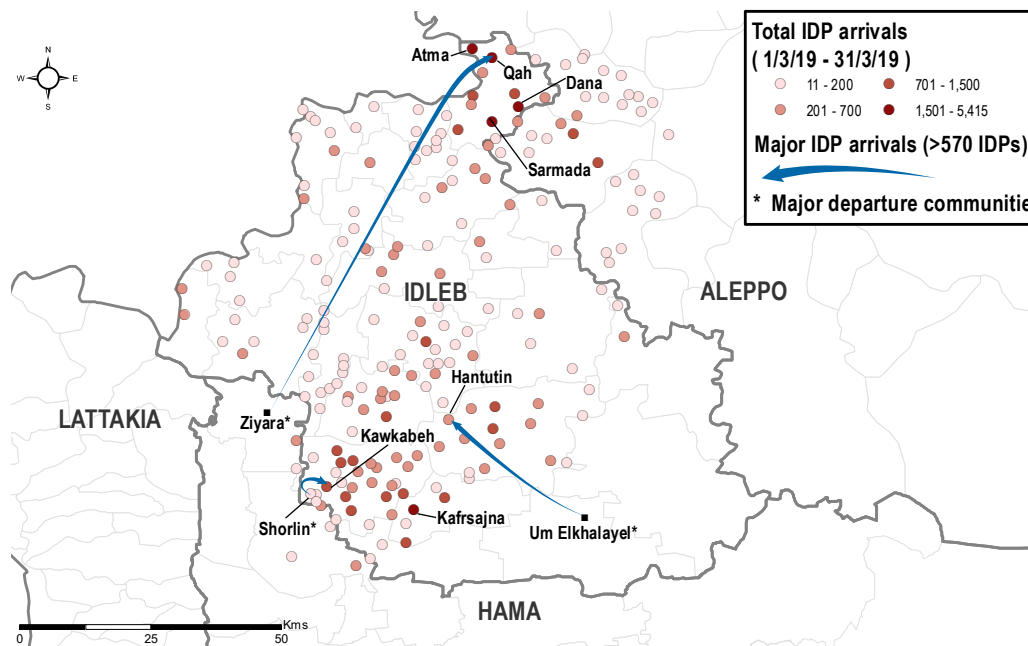 Total IDP arrivals
( 1/3/19 - 31/3/19 )
11 - 200
701 - 1,500
201 - 700
1,501 - 5,415
Major IDP arrivals (>570 IDPs)
* Major departure communitie
N
W
E
S
Atma
Qah
Dana
Sarmada
IDLEB
ALEPPO
Hantutin
LATTAKIA
Ziyara*
Kawkabeh
Shorlin*
Kafrsajna
Um Elkhalayel*
HAMA
Kms
0
25
50